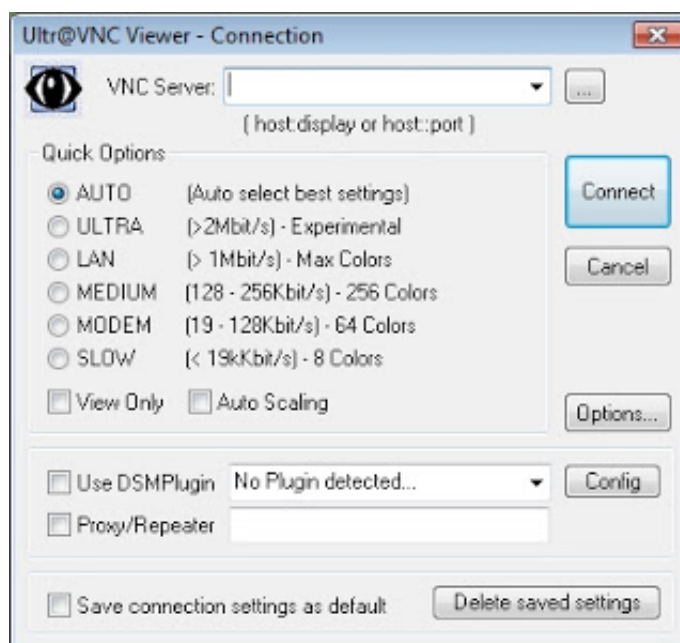 Ultr@VNC Viewer - Connection
VNC Server:
...
( host:display or host::port )
Quick Options
AUTO (Auto select best settings)
Connect
ULTRA (>2Mbit/s) - Experimental
LAN (> 1Mbit/s) - Max Colors
Cancel
MEDIUM (128 - 256Kbit/s) - 256 Colors
MODEM (19 - 128Kbit/s) - 64 Colors
SLOW (< 19kKbit/s) - 8 Colors
View Only Auto Scaling
Options...
Use DSMPlugin No Plugin detected... Config
Proxy/Repeater
Save connection settings as default Delete saved settings